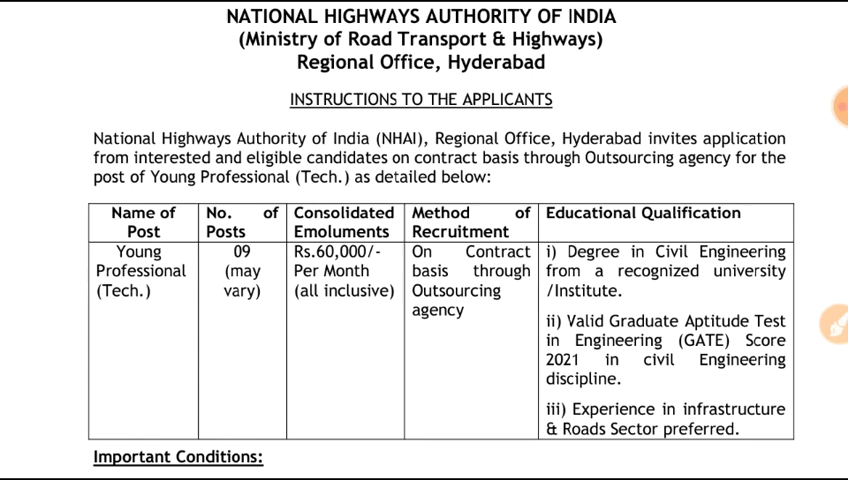 NATIONAL HIGHWAYS AUTHORITY OF INDIA
(Ministry of Road Transport & Highways)
Regional Office, Hyderabad
INSTRUCTIONS TO THE APPLICANTS
National Highways Authority of India (NHAI), Regional Office, Hyderabad invites application
from interested and eligible candidates on contract basis through Outsourcing agency for the
post of Young Professional (Tech.) as detailed below:
Name of Post
No. of Posts
Consolidated Emoluments
Method of Recruitment
Educational Qualification
Young
Professional
(Tech.)
09
(may
vary)
Rs.60,000/-
Per Month
(all inclusive)
On Contract
basis through
Outsourcing
agency
i) Degree in Civil Engineering
from a recognized university
/Institute.
ii) Valid Graduate Aptitude Test
in Engineering (GATE) Score
2021 in civil Engineering
discipline.
iii) Experience in infrastructure
& Roads Sector preferred.
Important Conditions: